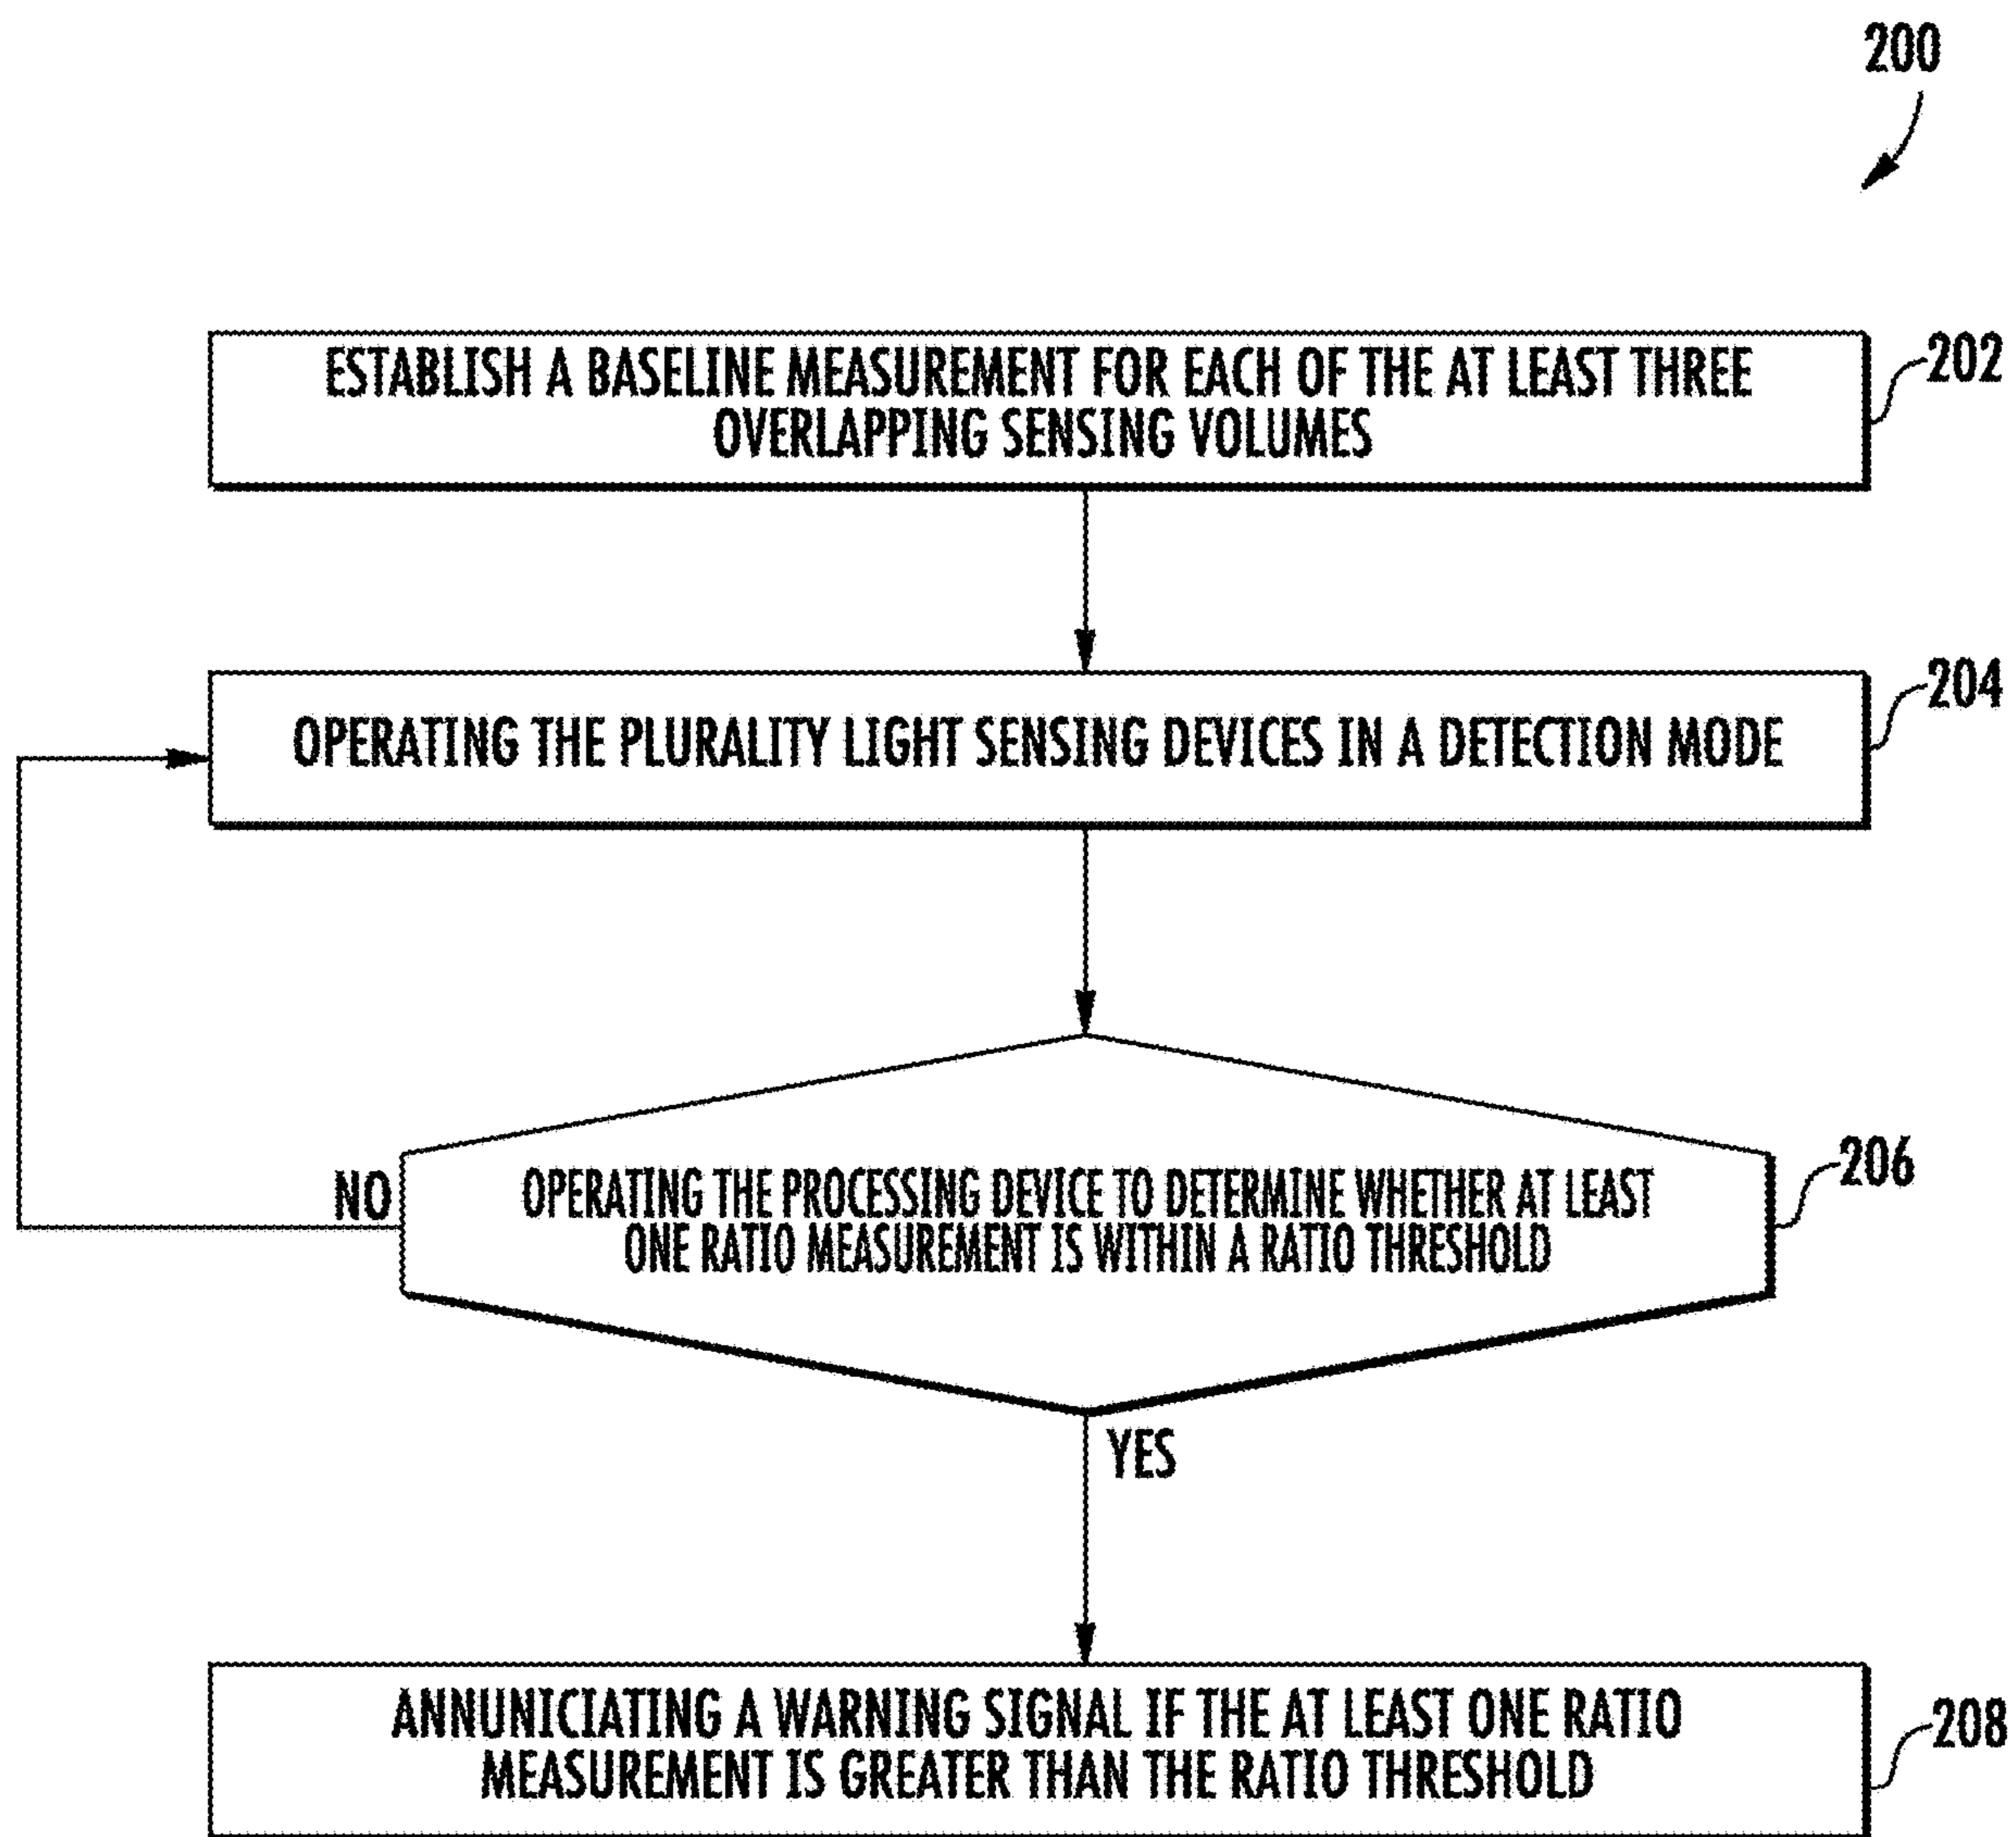 200
ESTABLISH A BASELINE MEASUREMENT FOR EACH OF THE AT LEAST THREE
OVERLAPPING SENSING VOLUMES
202
OPERATING THE PLURALITY LIGHT SENSING DEVICES IN A DETECTION MODE
204
OPERATING THE PROCESSING DEVICE TO DETERMINE WHETHER AT LEAST
ONE RATIO MEASUREMENT IS WITHIN A RATIO THRESHOLD
206
NO
YES
ANNUNICIATING A WARNING SIGNAL IF THE AT LEAST ONE RATIO
MEASUREMENT IS GREATER THAN THE RATIO THRESHOLD
208